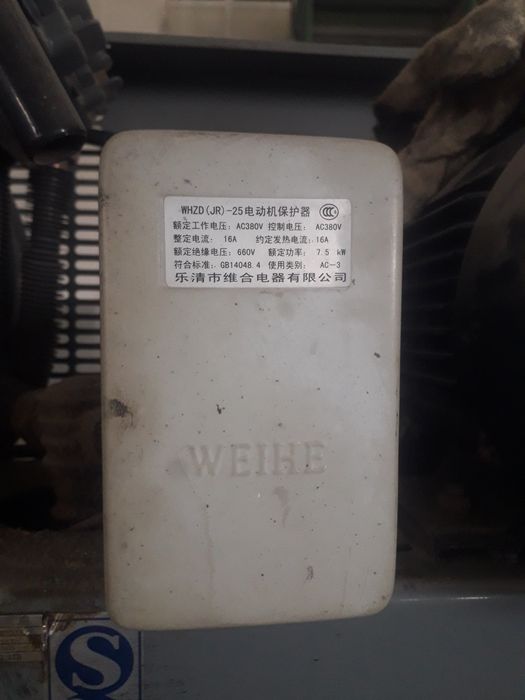 WHZD(JR)-25电动机保护器 CCC
额定工作电压: AC380V 控制电压: AC380V
整定电流: 16A 约定发热电流:16A
额定绝缘电压: 660V 额定功率: 7.5 kW
符合标准: GB14048.4 使用类别: AC-3
乐清市维合电器有限公司
WEIHE
S